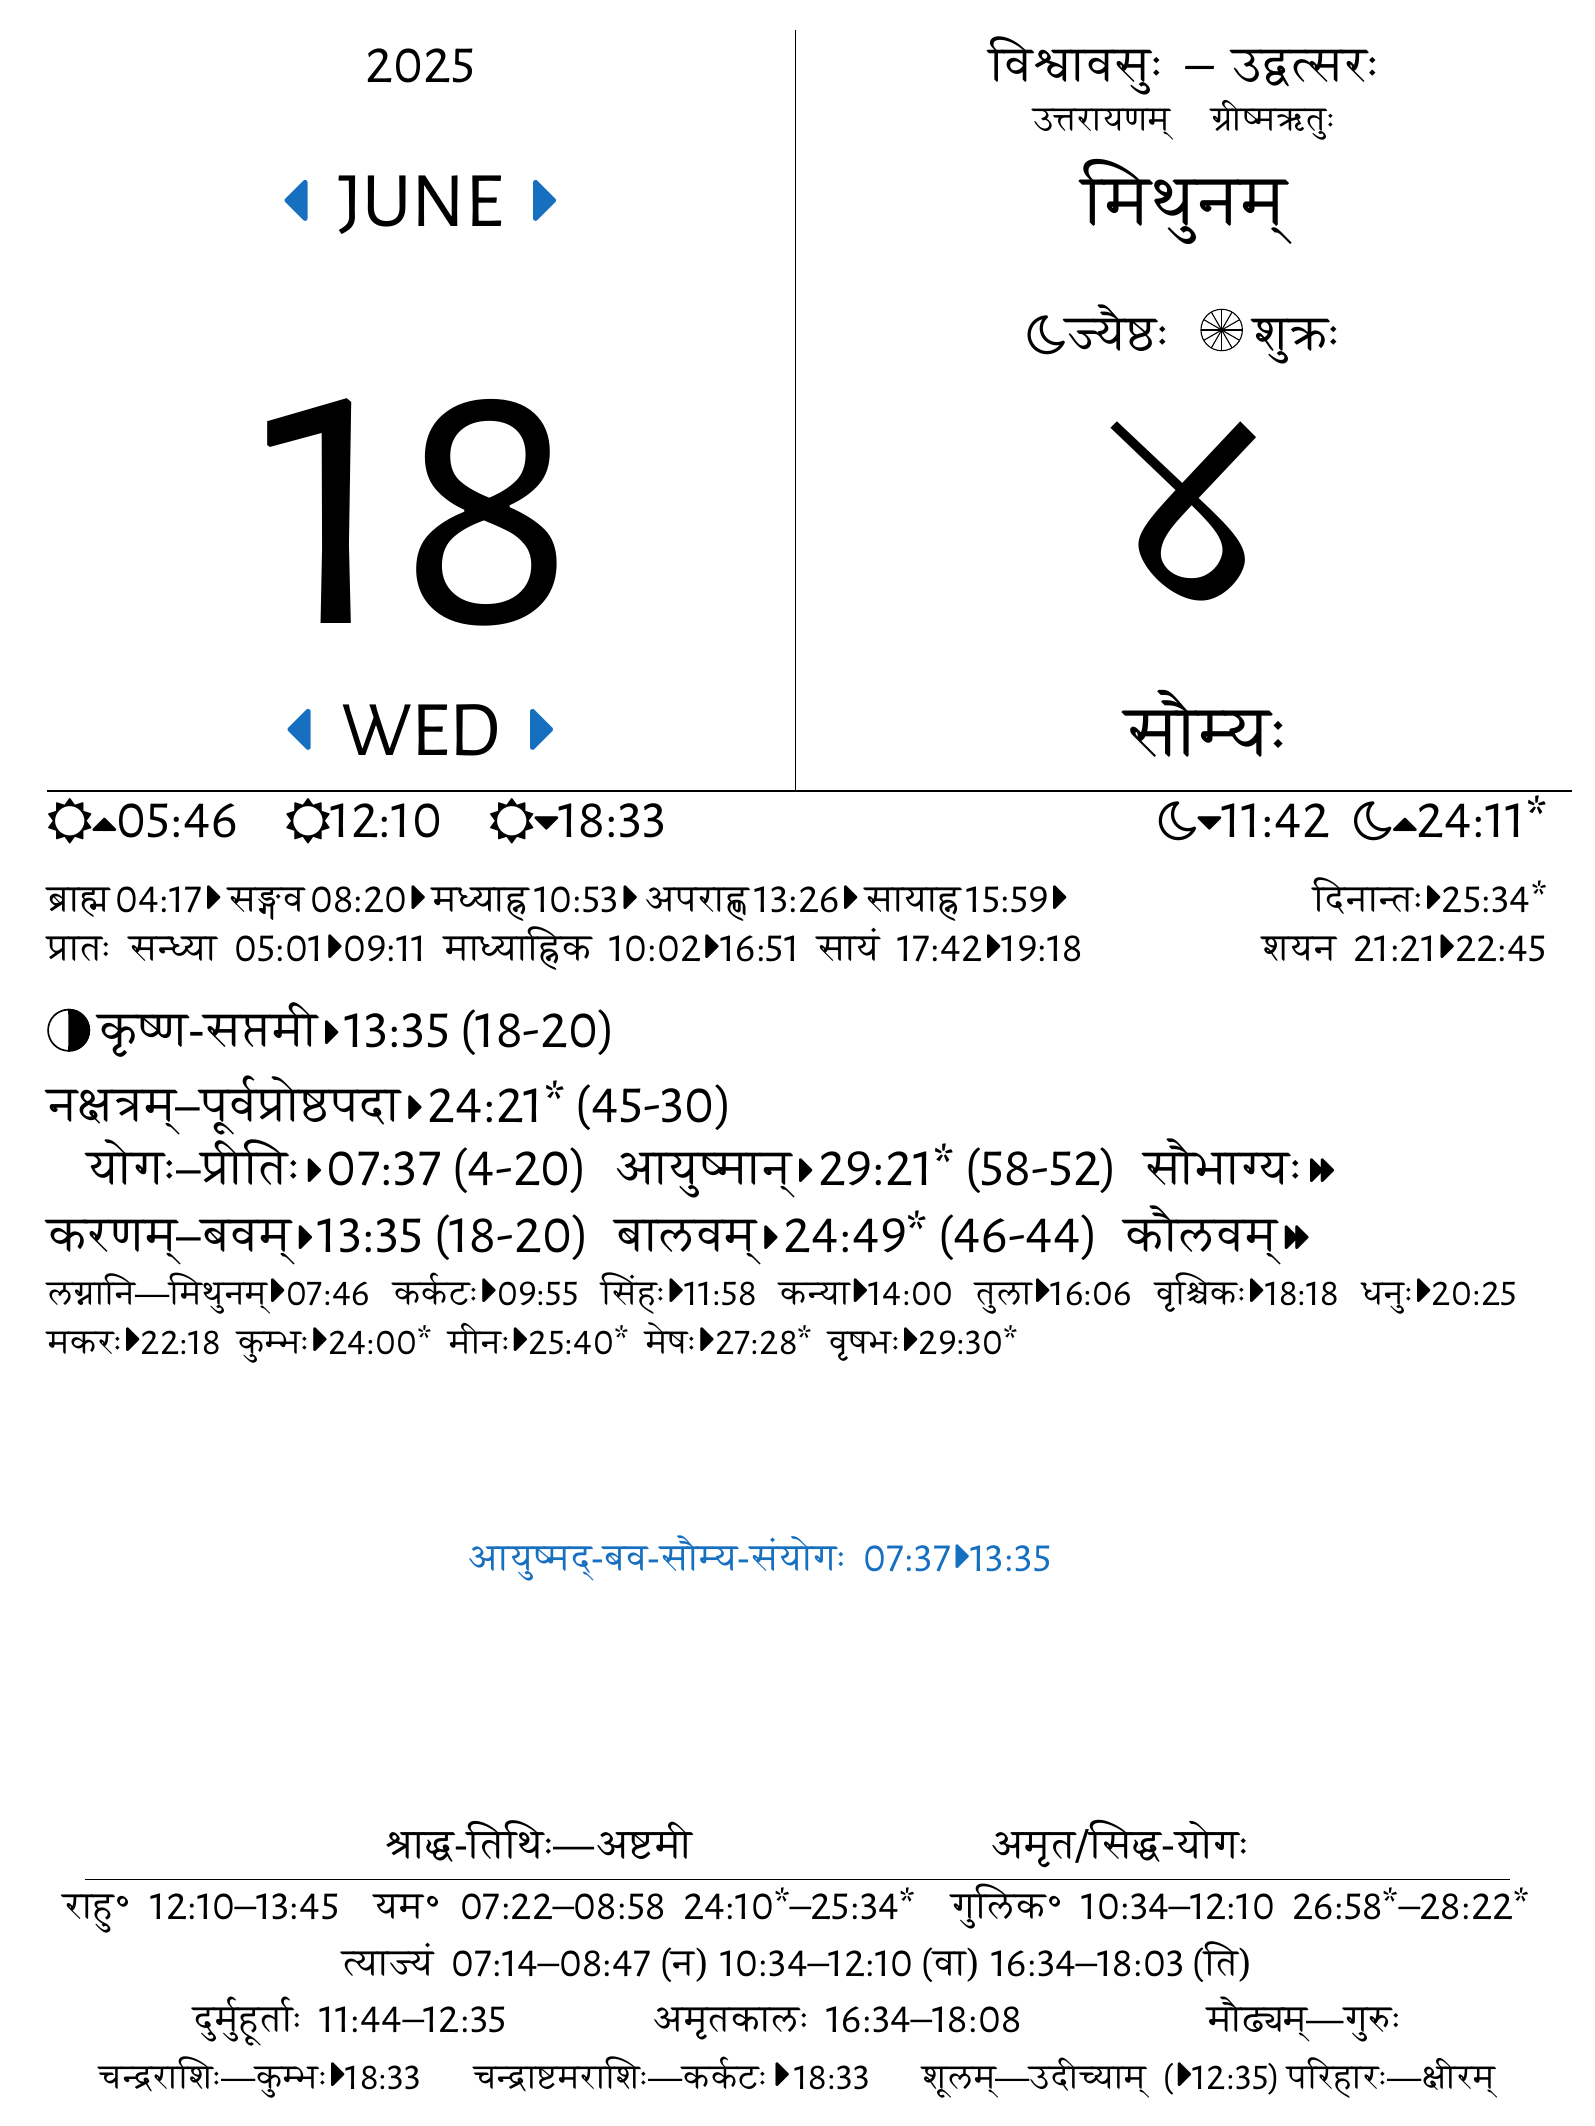 2025
JUNE
18
WED
विश्वावसुः – उद्वत्सरः
उत्तरायणम् ग्रीष्मऋतुः
मिथुनम्
ज्यैष्ठः शुक्रः
४
सौम्यः
05:46 12:10 18:33 11:42 24:11*
ब्राह्म 04:17 सङ्गव 08:20 मध्याह्न 10:53 अपराह्ण 13:26 सायाह्न 15:59 दिनान्तः 25:34*
प्रातः सन्ध्या 05:01 09:11 माध्याह्निक 10:02 16:51 सायं 17:42 19:18 शयन 21:21 22:45
कृष्ण-सप्तमी 13:35 (18-20)
नक्षत्रम्–पूर्वप्रोष्ठपदा 24:21* (45-30)
योगः–प्रीतिः 07:37 (4-20) आयुष्मान् 29:21* (58-52) सौभाग्यः
करणम्–बवम् 13:35 (18-20) बालवम् 24:49* (46-44) कौलवम्
लग्नानि—मिथुनम् 07:46 कर्कटः 09:55 सिंहः 11:58 कन्या 14:00 तुला 16:06 वृश्चिकः 18:18 धनुः 20:25
मकरः 22:18 कुम्भः 24:00* मीनः 25:40* मेषः 27:28* वृषभः 29:30*
आयुष्मद्-बव-सौम्य-संयोगः 07:37 13:35
श्राद्ध-तिथिः—अष्टमी अमृत/सिद्ध-योगः
राहु° 12:10–13:45 यम° 07:22–08:58 24:10*–25:34* गुलिक° 10:34–12:10 26:58*–28:22*
त्याज्यं 07:14–08:47 (न) 10:34–12:10 (वा) 16:34–18:03 (ति)
दुर्मुहूर्ताः 11:44–12:35 अमृतकालः 16:34–18:08 मौढ्यम्—गुरुः
चन्द्रराशिः—कुम्भः 18:33 चन्द्राष्टमराशिः—कर्कटः 18:33 शूलम्—उदीच्याम् ( 12:35) परिहारः—क्षीरम्